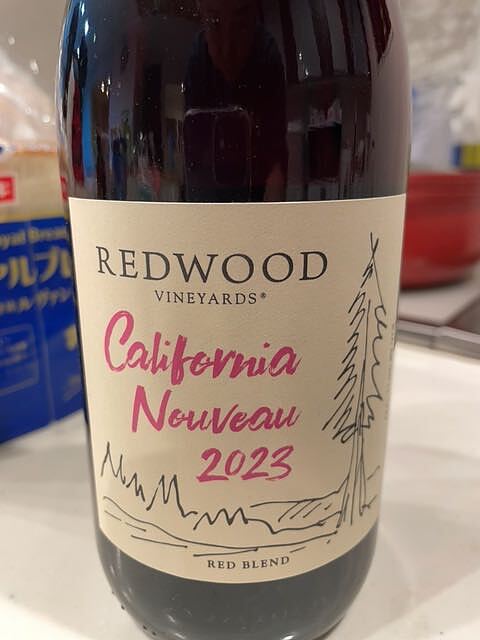 REDWOOD
VINEYARDS®
California
Nouveau
2023
RED BLEND